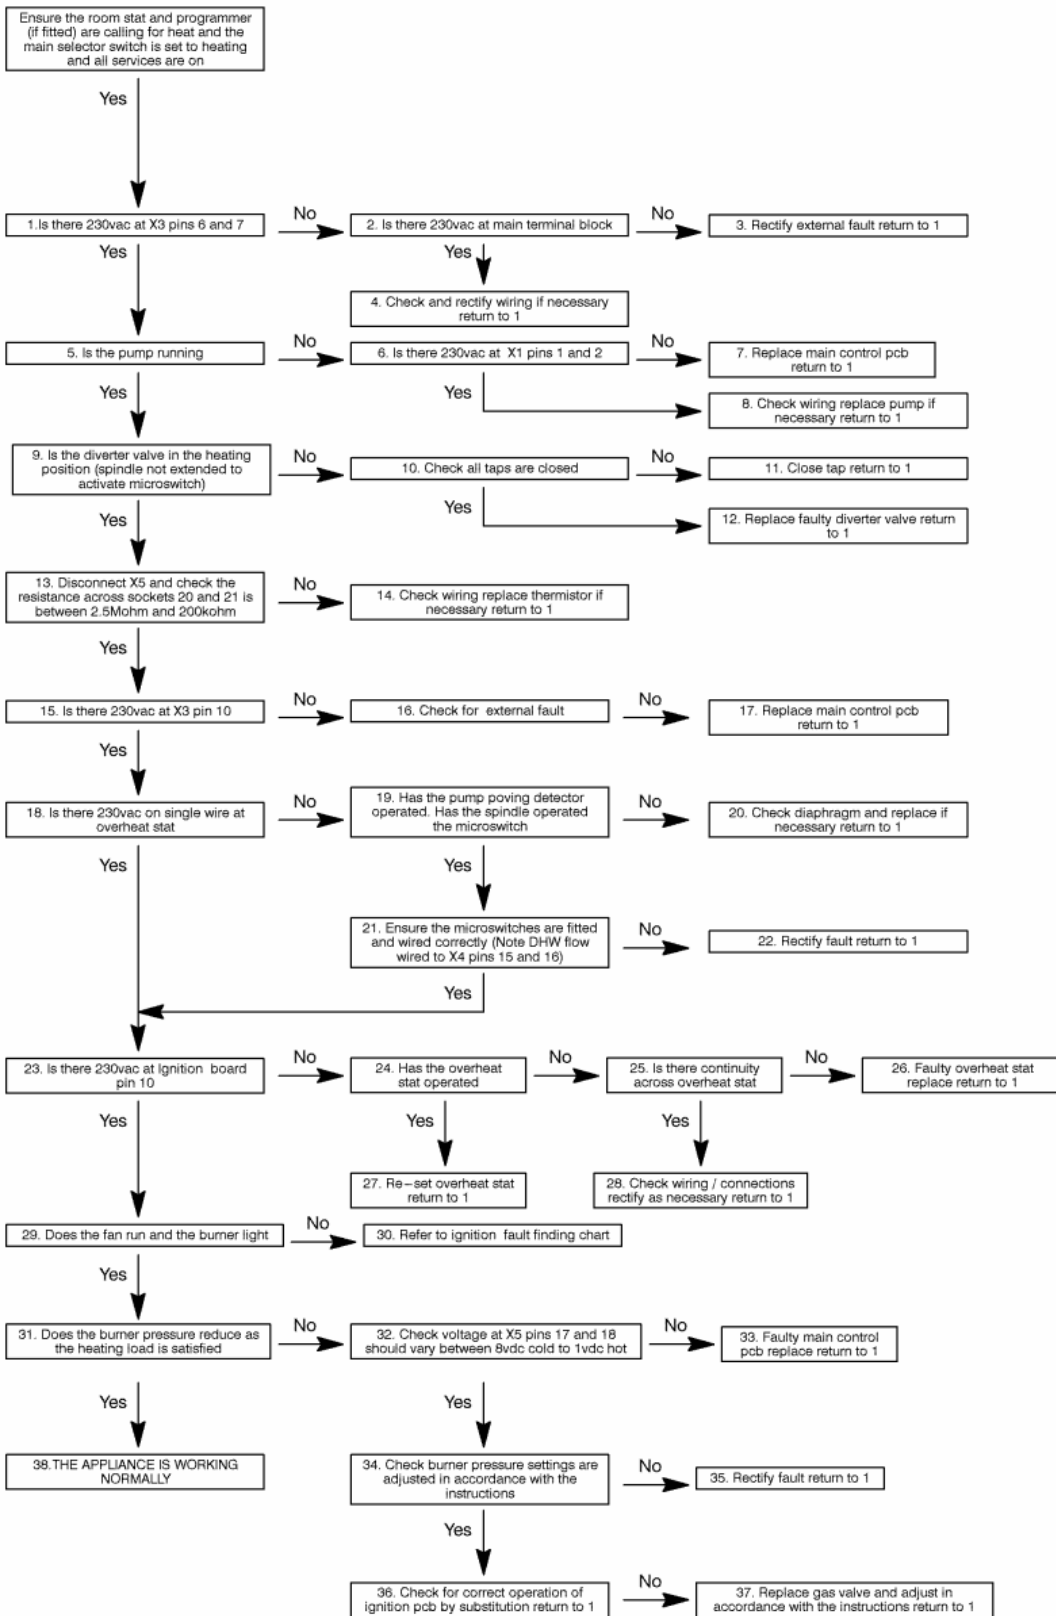 Ensure the room stat and programmer
(if fitted) are calling for heat and the
main selector switch is set to heating
and all services are on
Yes
1.Is there 230vac at X3 pins 6 and 7
No
2. Is there 230vac at main terminal block
No
3. Rectify external fault return to 1
Yes
Yes
4. Check and rectify wiring if necessary
return to 1
5. Is the pump running
No
6. Is there 230vac at X1 pins 1 and 2
No
7. Replace main control pcb
return to 1
Yes
Yes
8. Check wiring replace pump if
necessary return to 1
9. Is the diverter valve in the heating
position (spindle not extended to
activate microswitch)
No
10. Check all taps are closed
No
11. Close tap return to 1
Yes
Yes
12. Replace faulty diverter valve return
to 1
13. Disconnect X5 and check the
resistance across sockets 20 and 21 is
between 2.5Mohm and 200kohm
No
14. Check wiring replace thermistor if
necessary return to 1
Yes
15. Is there 230vac at X3 pin 10
No
16. Check for external fault
No
17. Replace main control pcb
return to 1
Yes
18. Is there 230vac on single wire at
overheat stat
No
19. Has the pump poving detector
operated. Has the spindle operated
the microswitch
No
20. Check diaphragm and replace if
necessary return to 1
Yes
Yes
21. Ensure the microswitches are fitted
and wired correctly (Note DHW flow
wired to X4 pins 15 and 16)
No
22. Rectify fault return to 1
Yes
23. Is there 230vac at Ignition board
pin 10
No
24. Has the overheat
stat operated
No
25. Is there continuity
across overheat stat
No
26. Faulty overheat stat
replace return to 1
Yes
Yes
Yes
27. Re-set overheat stat
return to 1
28. Check wiring / connections
rectify as necessary return to 1
29. Does the fan run and the burner light
No
30. Refer to ignition fault finding chart
Yes
31. Does the burner pressure reduce as
the heating load is satisfied
No
32. Check voltage at X5 pins 17 and 18
should vary between 8vdc cold to 1vdc hot
No
33. Faulty main control
pcb replace return to 1
Yes
Yes
38.THE APPLIANCE IS WORKING
NORMALLY
34. Check burner pressure settings are
adjusted in accordance with the
instructions
No
35. Rectify fault return to 1
Yes
36. Check for correct operation of
ignition pcb by substitution return to 1
No
37. Replace gas valve and adjust in
accordance with the instructions return to 1